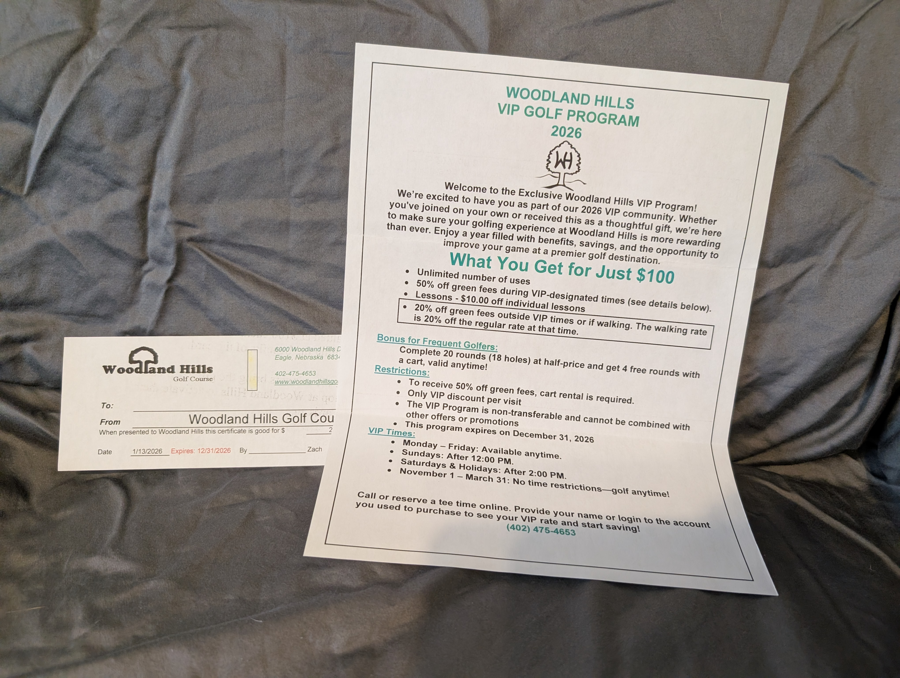 WOODLAND HILLS
VIP GOLF PROGRAM
2026
WH
Welcome to the Exclusive Woodland Hills VIP Program!
We're excited to have you as part of our 2026 VIP community. Whether
you've joined on your own or received this as a thoughtful gift, we're here
to make sure your golfing experience at Woodland Hills is more rewarding
than ever. Enjoy a year filled with benefits, savings, and the opportunity to
improve your game at a premier golf destination.
What You Get for Just $100
• Unlimited number of uses
• 50% off green fees during VIP-designated times (see details below).
• Lessons - $10.00 off individual lessons
• 20% off green fees outside VIP times or if walking. The walking rate
is 20% off the regular rate at that time.
Bonus for Frequent Golfers:
Complete 20 rounds (18 holes) at half-price and get 4 free rounds with
a cart, valid anytime!
Restrictions:
• To receive 50% off green fees, cart rental is required.
• Only VIP discount per visit
• The VIP Program is non-transferable and cannot be combined with
other offers or promotions
• This program expires on December 31, 2026
VIP Times:
• Monday – Friday: Available anytime.
• Sundays: After 12:00 PM.
• Saturdays & Holidays: After 2:00 PM.
• November 1 – March 31: No time restrictions—golf anytime!
Call or reserve a tee time online. Provide your name or login to the account
you used to purchase to see your VIP rate and start saving!
(402) 475-4653
Woodland Hills
Golf Course
6000 Woodland Hills
Eagle, Nebraska
402-475-4653
www.woodlandhillsgo
To:
From Woodland Hills Golf Cou
When presented to Woodland Hills this certificate is good for $ 2
Date 1/13/2026 Expires 12/31/2026 By Zach